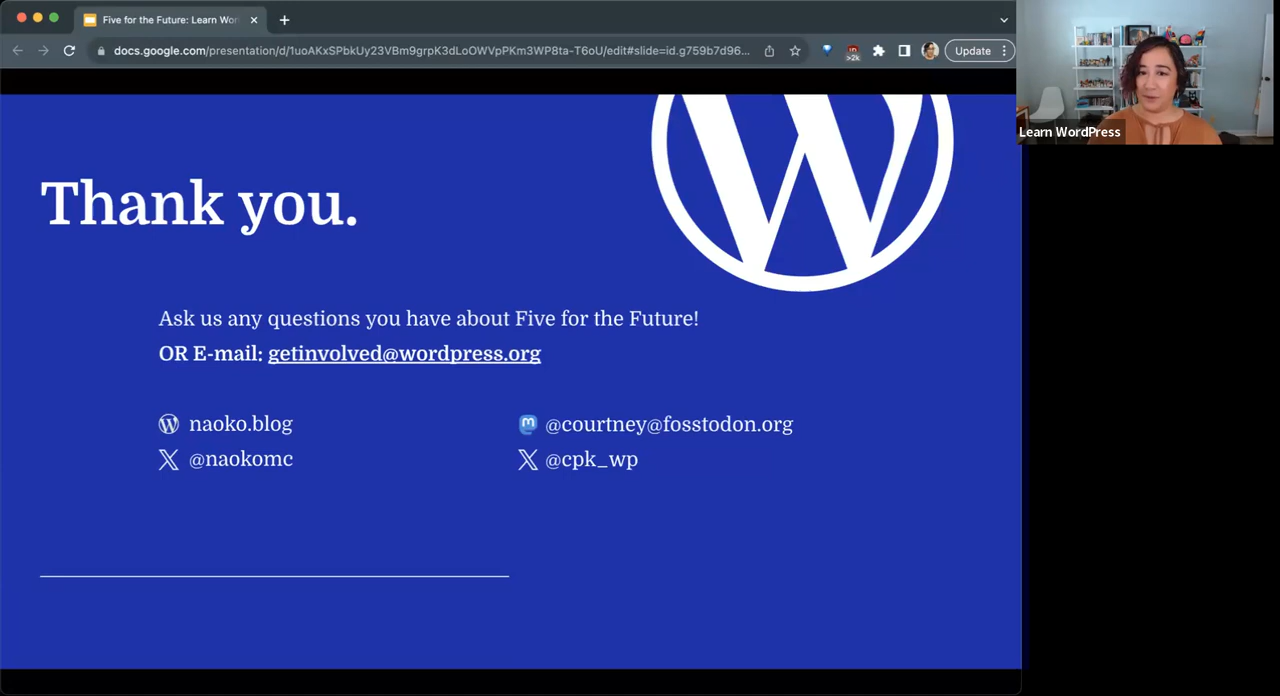 Five for the Future: Learn Wor
docs.google.com/presentation/d/1uoAKxSPbkUy23VBm9grpK3dLoOWVpPKm3WP8ta-T6oU/edit#slide=id.g759b7d96...
>2k
Update
Learn WordPress
Thank you.
Ask us any questions you have about Five for the Future!
OR E-mail: getinvolved@wordpress.org
naoko.blog
@naokomc
@courtney@fosstodon.org
@cpk_wp